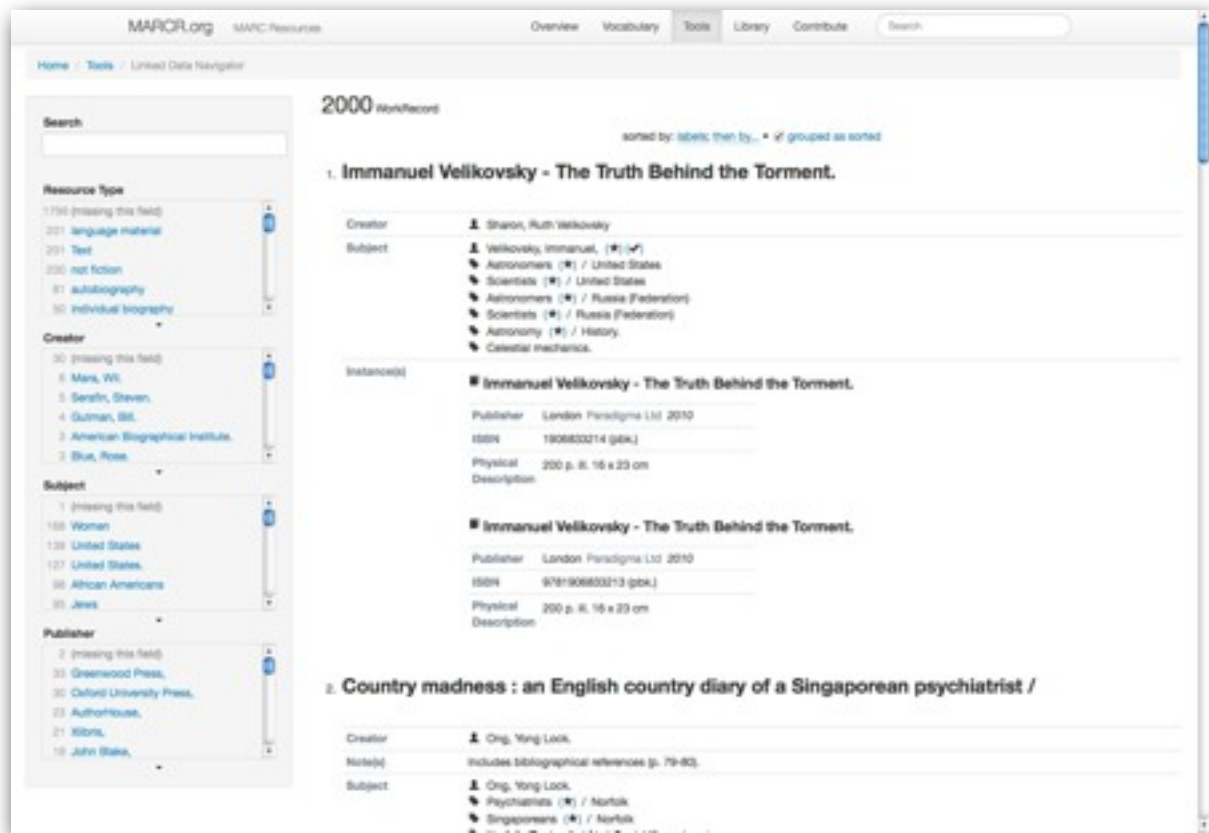 MARCR.org MARC Resources Overview Vocabulary Tools Library Contribute Search
Home / Tools / Linked Data Navigator
2000 WorkRecord
sorted by: labels; then by... • grouped as sorted
Search
Resource Type
1799 (missing this field)
201 language material
201 Text
200 not fiction
81 autobiography
50 individual biography
Creator
30 (missing this field)
6 Mara, Wil.
5 Serafin, Steven.
4 Gutman, Bill.
3 American Biographical Institute.
3 Blue, Rose.
Subject
1 (missing this field)
168 Women
139 United States
127 United States.
98 African Americans
95 Jews
Publisher
2 (missing this field)
33 Greenwood Press,
30 Oxford University Press,
23 AuthorHouse,
21 Xlibris,
19 John Blake,
1. Immanuel Velikovsky - The Truth Behind the Torment.
Creator Sharon, Ruth Velikovsky
Subject Velikovsky, Immanuel, (★) (✔)
Astronomers (★) / United States
Scientists (★) / United States
Astronomers (★) / Russia (Federation)
Scientists (★) / Russia (Federation)
Astronomy (★) / History.
Celestial mechanics.
Instance(s)
Immanuel Velikovsky - The Truth Behind the Torment.
Publisher London Paradigma Ltd 2010
ISBN 1906833214 (pbk.)
Physical Description 200 p. ill. 16 x 23 cm
Immanuel Velikovsky - The Truth Behind the Torment.
Publisher London Paradigma Ltd 2010
ISBN 9781906833213 (pbk.)
Physical Description 200 p. ill. 16 x 23 cm
2. Country madness : an English country diary of a Singaporean psychiatrist /
Creator Ong, Yong Lock.
Note(s) Includes bibliographical references (p. 79-80).
Subject Ong, Yong Lock.
Psychiatrists (★) / Norfolk
Singaporeans (★) / Norfolk